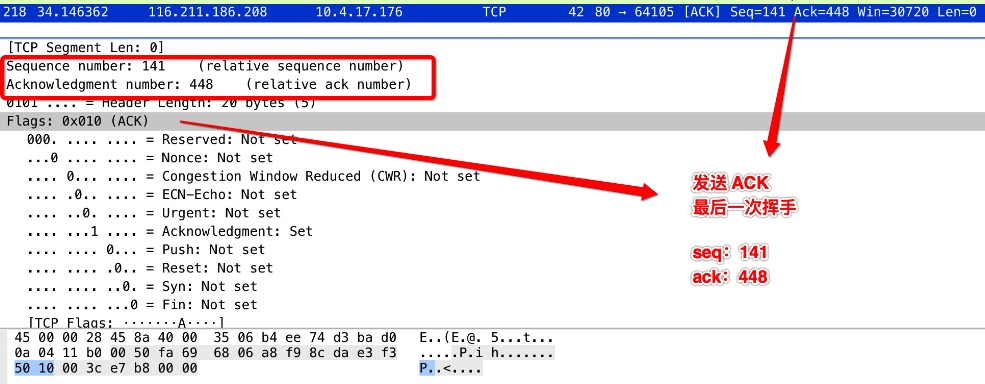 218 34.146362 116.211.186.208 10.4.17.176 TCP 42 80 → 64105 [ACK] Seq=141 Ack=448 Win=30720 Len=0
[TCP Segment Len: 0]
Sequence number: 141 (relative sequence number)
Acknowledgment number: 448 (relative ack number)
0101 .... = Header Length: 20 bytes (5)
Flags: 0x010 (ACK)
000. .... .... = Reserved: Not set
...0 .... .... = Nonce: Not set
.... 0... .... = Congestion Window Reduced (CWR): Not set
.... .0.. .... = ECN-Echo: Not set
.... ..0. .... = Urgent: Not set
.... ...1 .... = Acknowledgment: Set
.... .... 0... = Push: Not set
.... .... .0.. = Reset: Not set
.... .... ..0. = Syn: Not set
.... .... ...0 = Fin: Not set
[TCP Flags: ·······A····]
发送 ACK
最后一次挥手
seq：141
ack：448
45 00 00 28 45 8a 40 00 35 06 b4 ee 74 d3 ba d0 E..(E.@. 5...t...
0a 04 11 b0 00 50 fa 69 68 06 a8 f9 8c da e3 f3 .....P.i h.......
50 10 00 3c e7 b8 00 00 P..<....